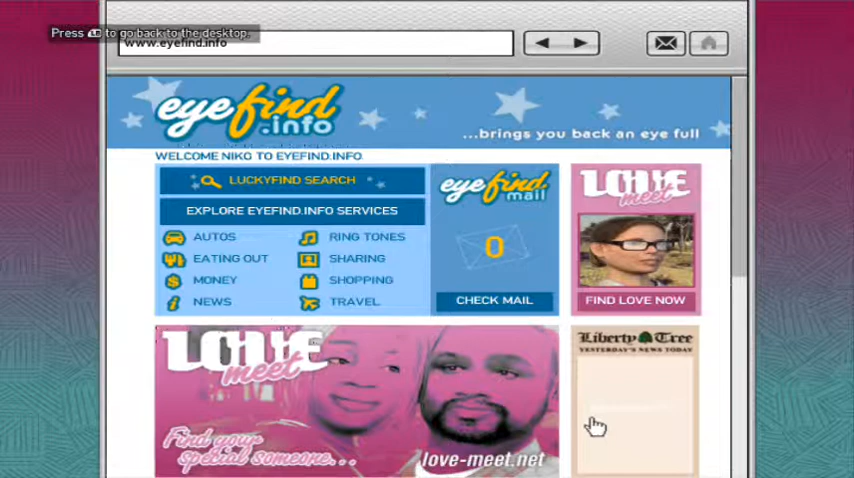 Press to go back to the desktop.
www.eyefind.info
eyefind
.info
...brings you back an eye full
WELCOME NIKO TO EYEFIND.INFO
LUCKYFIND SEARCH
EXPLORE EYEFIND.INFO SERVICES
AUTOS
RING TONES
EATING OUT
SHARING
MONEY
SHOPPING
NEWS
TRAVEL
eyefind
mail
0
CHECK MAIL
LOVE
meet
FIND LOVE NOW
LOVE
meet
Find your
special someone...
love-meet.net
Liberty Tree
YESTERDAY'S NEWS TODAY